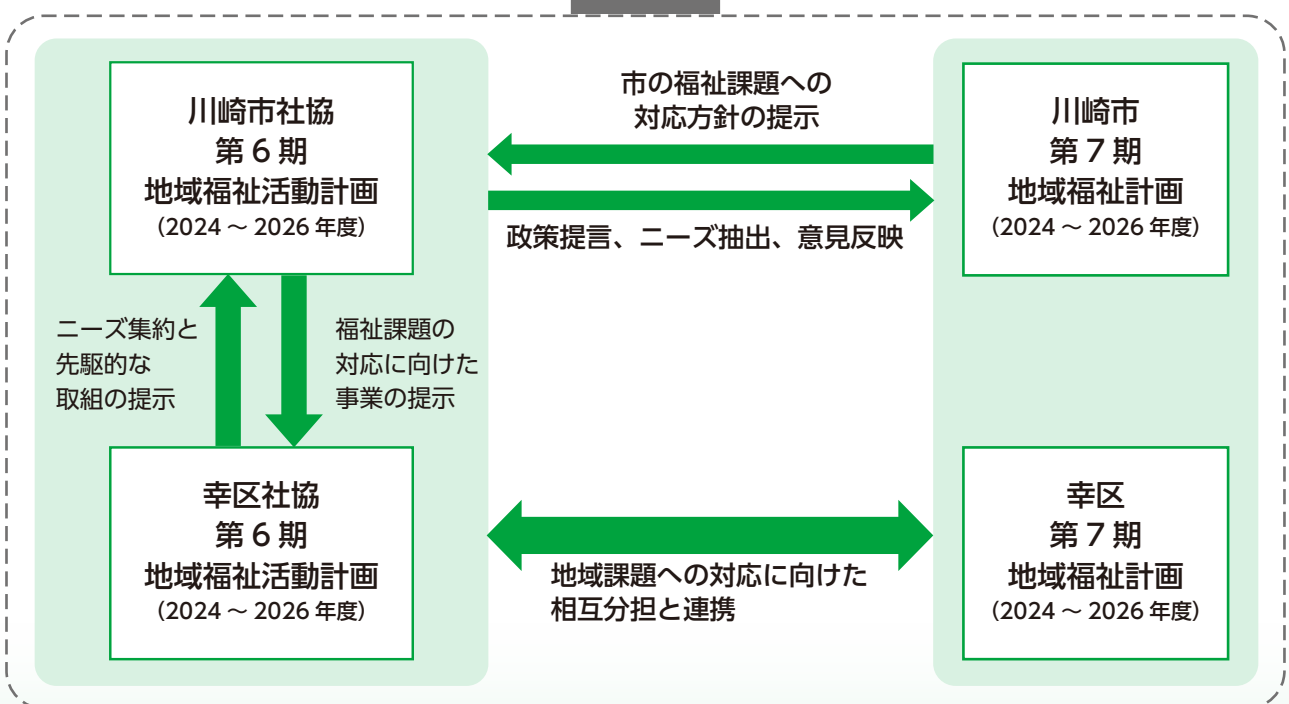 川崎市社協
第 6 期
地域福祉活動計画
(2024 ～ 2026 年度)
市の福祉課題への
対応方針の提示
政策提言、ニーズ抽出、意見反映
川崎市
第 7 期
地域福祉計画
(2024 ～ 2026 年度)
ニーズ集約と
先駆的な
取組の提示
福祉課題の
対応に向けた
事業の提示
幸区社協
第 6 期
地域福祉活動計画
(2024 ～ 2026 年度)
地域課題への対応に向けた
相互分担と連携
幸区
第 7 期
地域福祉計画
(2024 ～ 2026 年度)